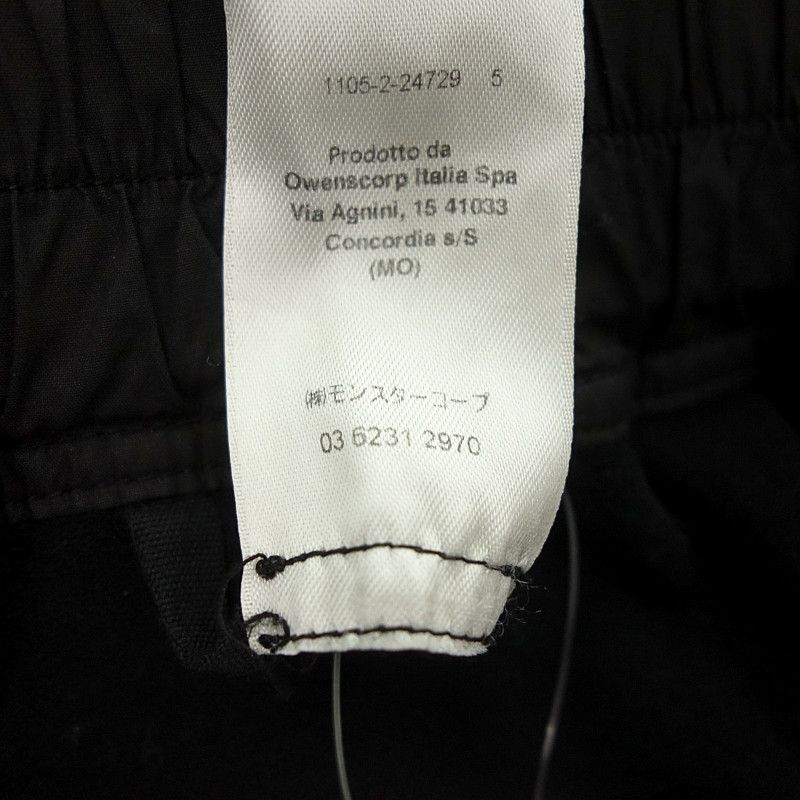 1105-2-24729 5
Prodotto da
Owenscorp Italia Spa
Via Agnini, 15 41033
Concordia s/S
(MO)
㈱モンスターコープ
03 6231 2970